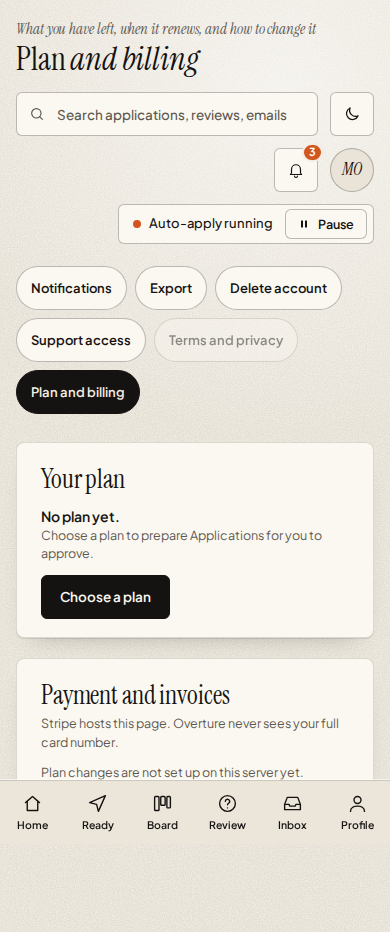 What you have left, when it renews, and how to change it
Plan and billing
Search applications, reviews, emails
3
MO
Auto-apply running
Pause
Notifications
Export
Delete account
Support access
Terms and privacy
Plan and billing
Your plan
No plan yet.
Choose a plan to prepare Applications for you to
approve.
Choose a plan
Payment and invoices
Stripe hosts this page. Overture never sees your full
card number.
Plan changes are not set up on this server yet.
Home
Ready
Board
Review
Inbox
Profile